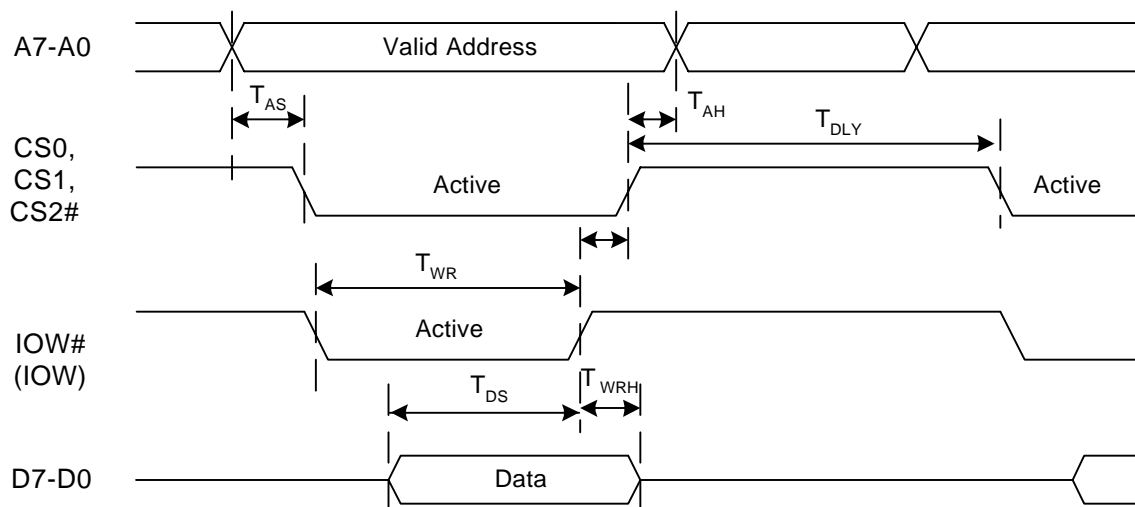 A7-A0
Valid Address
TAS
TAH
TDLY
CS0,
CS1,
CS2#
Active
Active
TWR
IOW#
(IOW)
Active
TDS
TWRH
D7-D0
Data